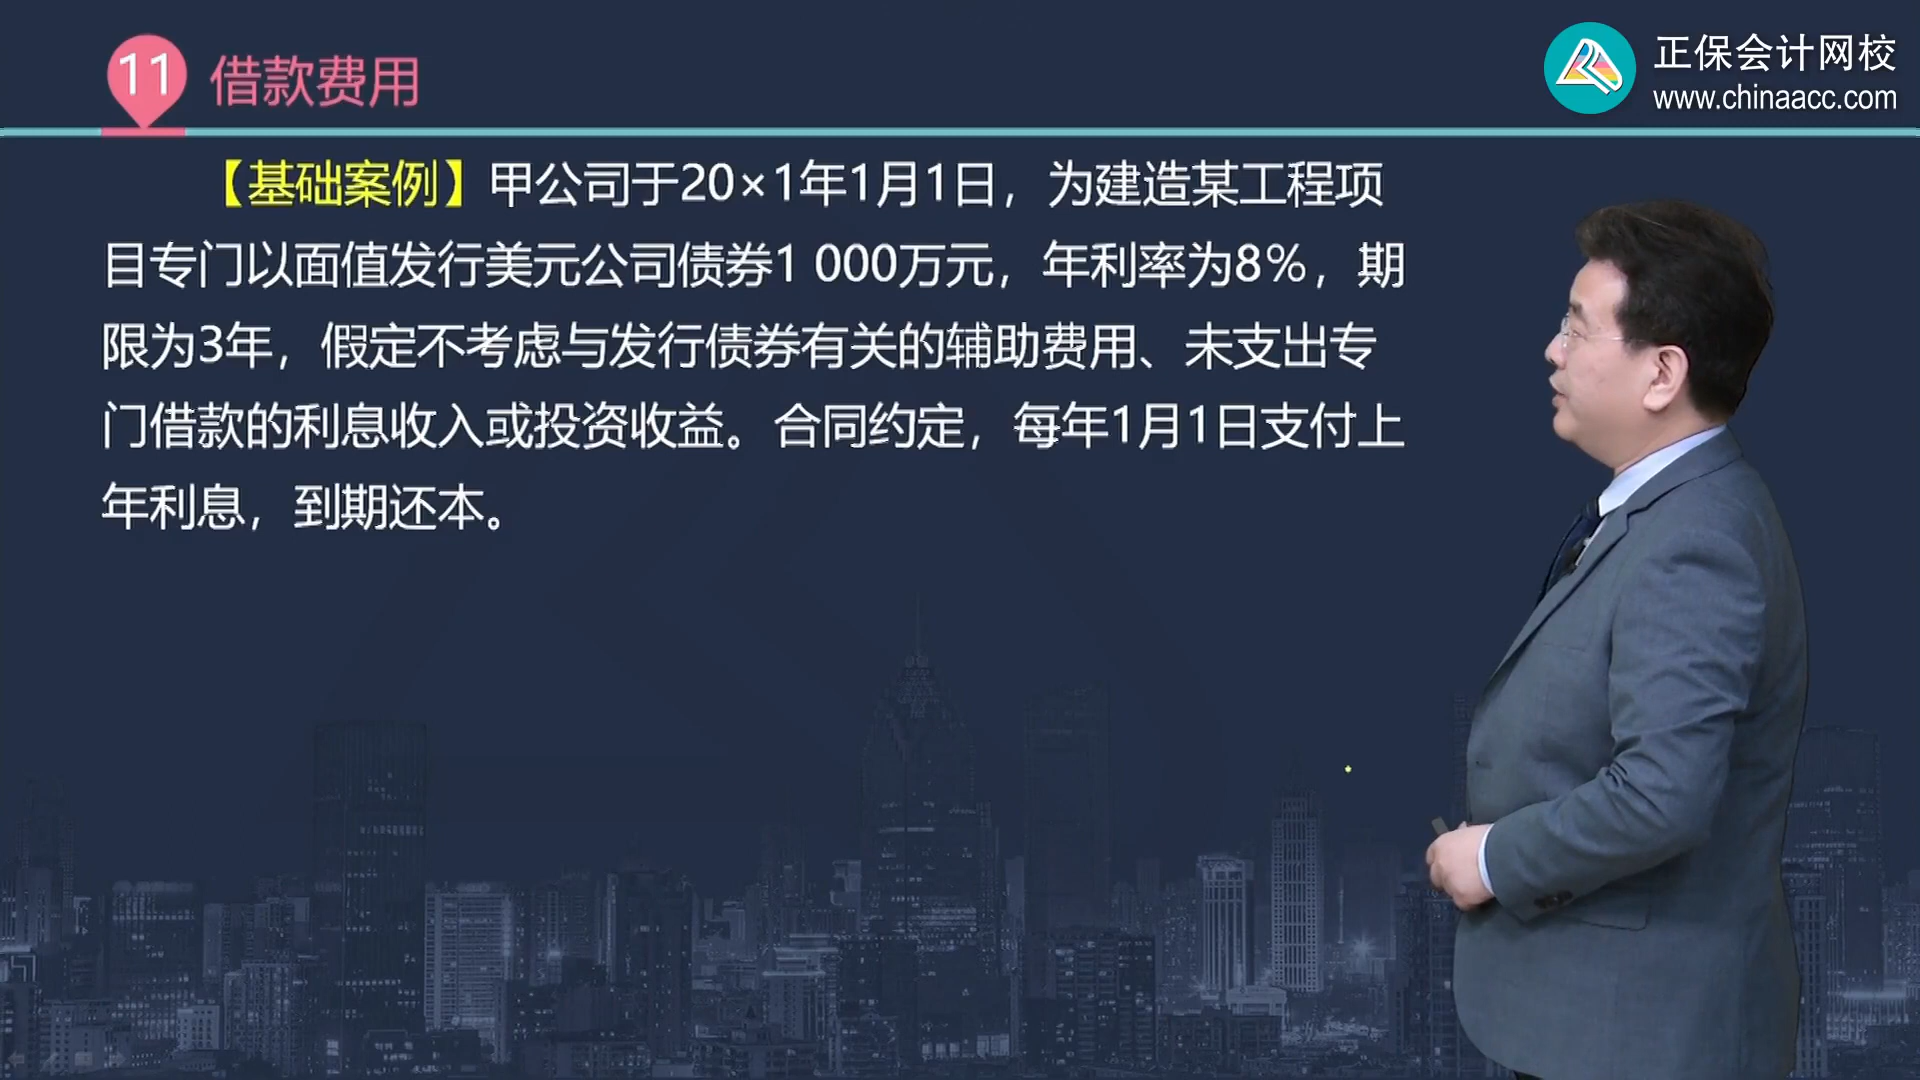 11 借款费用
正保会计网校
www.chinaacc.com
【基础案例】甲公司于20×1年1月1日，为建造某工程项
目专门以面值发行美元公司债券1 000万元，年利率为8%，期
限为3年，假定不考虑与发行债券有关的辅助费用、未支出专
门借款的利息收入或投资收益。合同约定，每年1月1日支付上
年利息，到期还本。